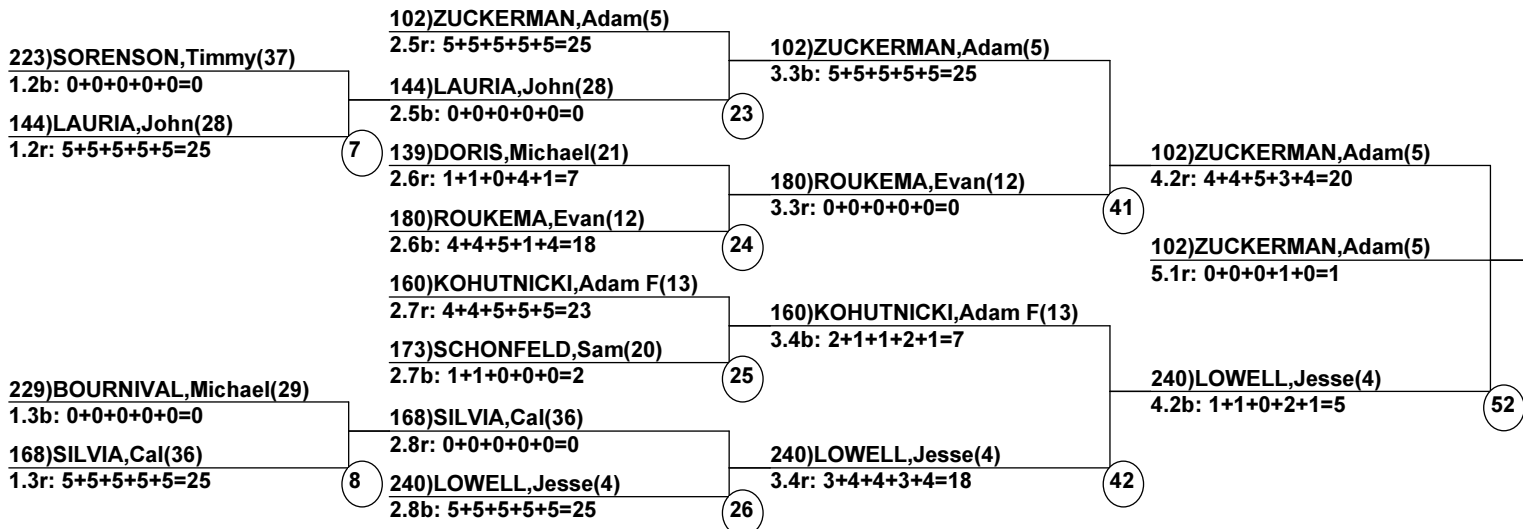 223)SORENSON,Timmy(37)
1.2b: 0+0+0+0+0=0
144)LAURIA,John(28)
1.2r: 5+5+5+5+5=25
7
229)BOURNIVAL,Michael(29)
1.3b: 0+0+0+0+0=0
168)SILVIA,Cal(36)
1.3r: 5+5+5+5+5=25
8
102)ZUCKERMAN,Adam(5)
2.5r: 5+5+5+5+5=25
144)LAURIA,John(28)
2.5b: 0+0+0+0+0=0
23
139)DORIS,Michael(21)
2.6r: 1+1+0+4+1=7
180)ROUKEMA,Evan(12)
2.6b: 4+4+5+1+4=18
24
160)KOHUTNICKI,Adam F(13)
2.7r: 4+4+5+5+5=23
173)SCHONFELD,Sam(20)
2.7b: 1+1+0+0+0=2
25
168)SILVIA,Cal(36)
2.8r: 0+0+0+0+0=0
240)LOWELL,Jesse(4)
2.8b: 5+5+5+5+5=25
26
102)ZUCKERMAN,Adam(5)
3.3b: 5+5+5+5+5=25
180)ROUKEMA,Evan(12)
3.3r: 0+0+0+0+0=0
41
160)KOHUTNICKI,Adam F(13)
3.4b: 2+1+1+2+1=7
240)LOWELL,Jesse(4)
3.4r: 3+4+4+3+4=18
42
102)ZUCKERMAN,Adam(5)
4.2r: 4+4+5+3+4=20
102)ZUCKERMAN,Adam(5)
5.1r: 0+0+0+1+0=1
240)LOWELL,Jesse(4)
4.2b: 1+1+0+2+1=5
52